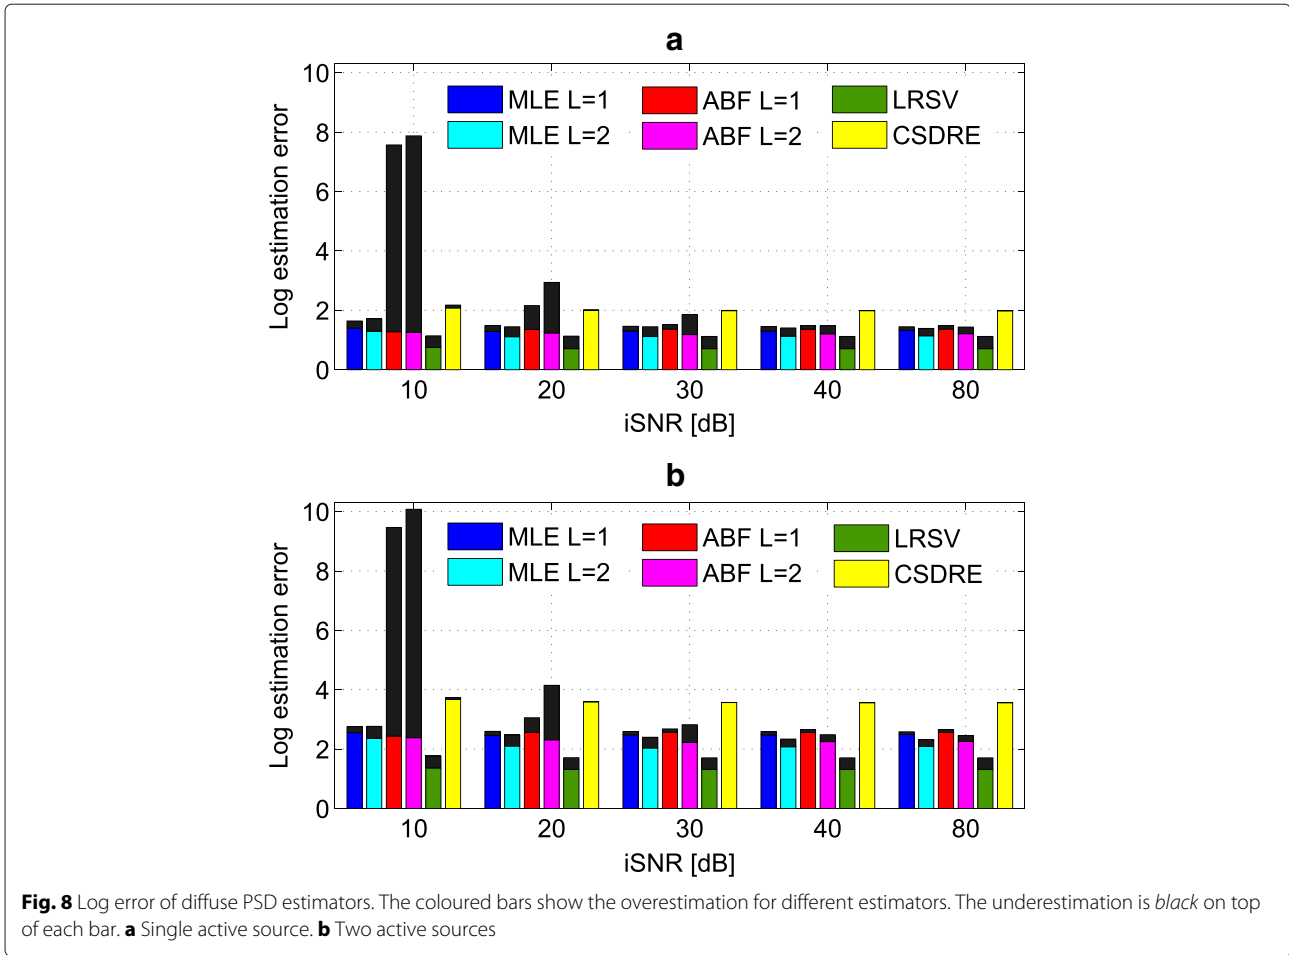 a
Log estimation error
10
8
6
4
2
0
MLE L=1
ABF L=1
LRSV
MLE L=2
ABF L=2
CSDRE
10 20 30 40 80
iSNR [dB]
b
Log estimation error
10
8
6
4
2
0
MLE L=1
ABF L=1
LRSV
MLE L=2
ABF L=2
CSDRE
10 20 30 40 80
iSNR [dB]
Fig. 8 Log error of diffuse PSD estimators. The coloured bars show the overestimation for different estimators. The underestimation is black on top
of each bar. a Single active source. b Two active sources